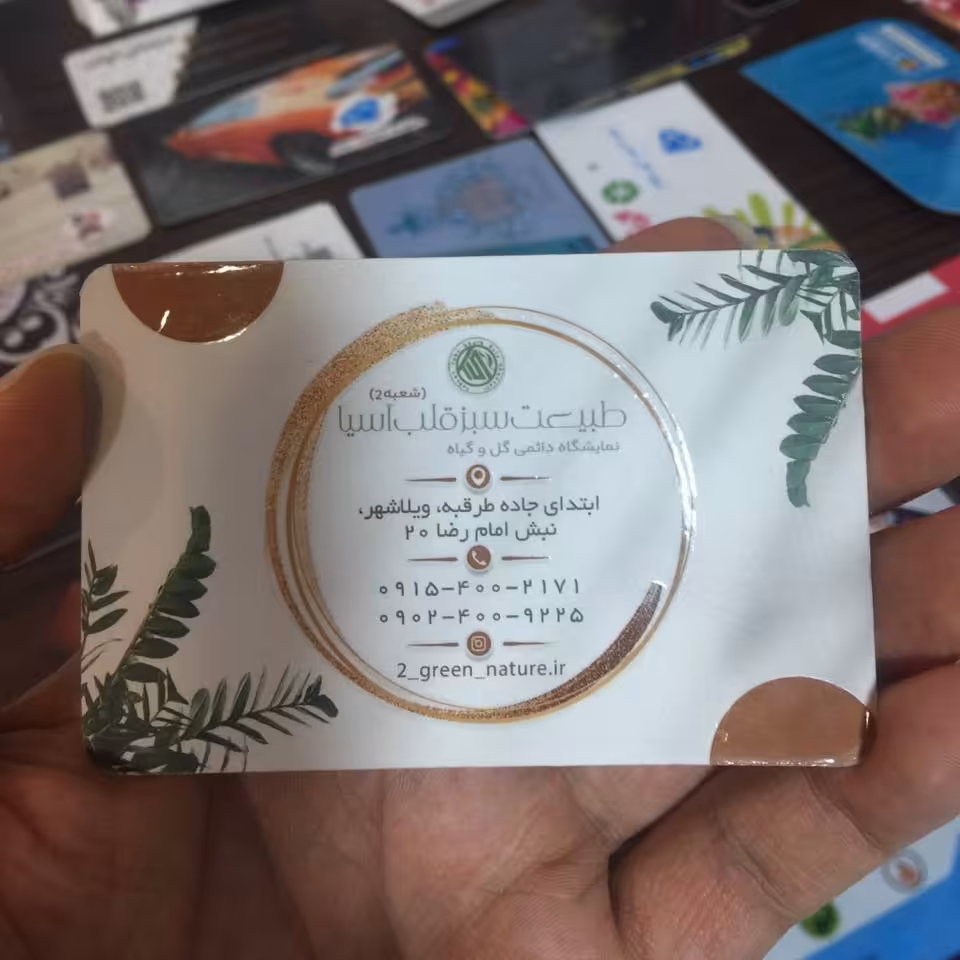 (شعبه2)
طبیعت سبز قلب آسیا
نمایشگاه دائمی گل و گیاه
ابتدای جاده طرقبه، ویلاشهر،
نبش امام رضا ۲۰
۰۹۱۵-۴۰۰-۲۱۷۱
۰۹۰۲-۴۰۰-۹۲۲۵
2_green_nature.ir